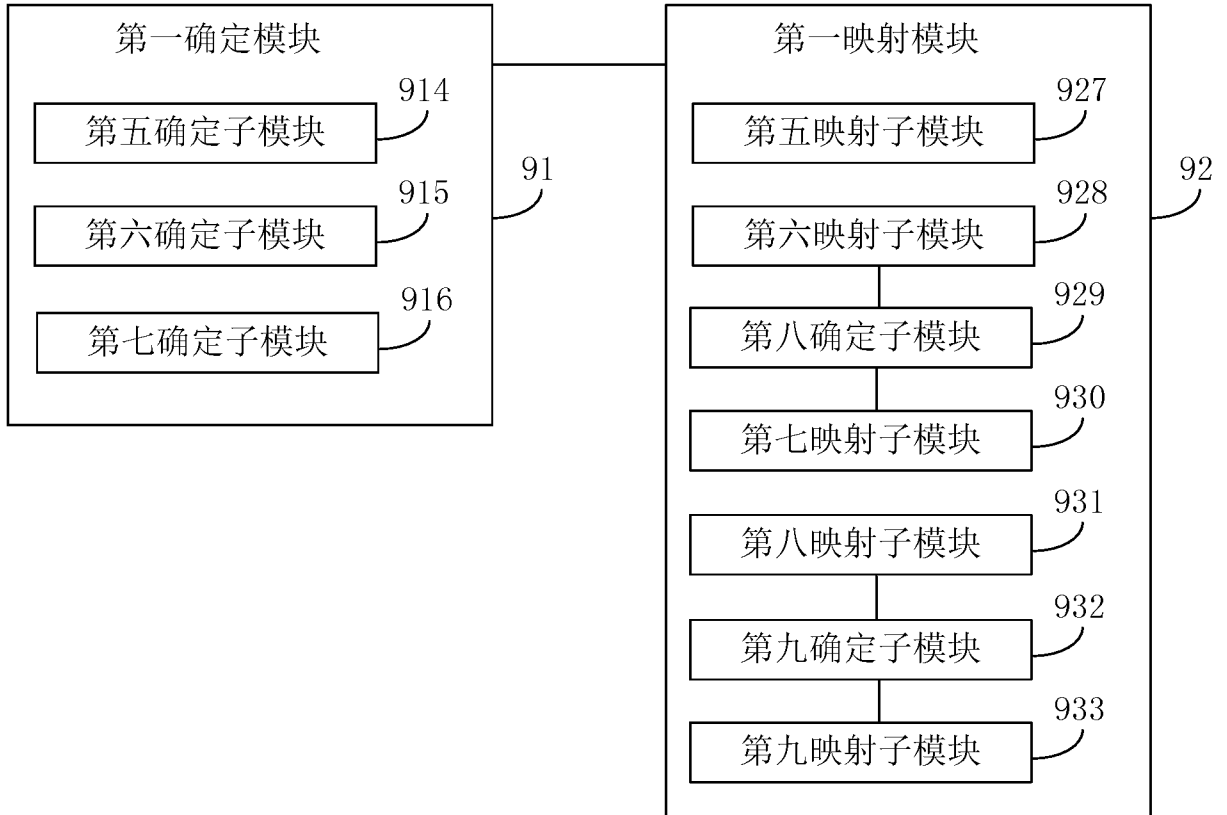 第一确定模块
914
第五确定子模块
915
第六确定子模块
916
第七确定子模块
91
第一映射模块
927
第五映射子模块
928
第六映射子模块
929
第八确定子模块
930
第七映射子模块
931
第八映射子模块
932
第九确定子模块
933
第九映射子模块
92